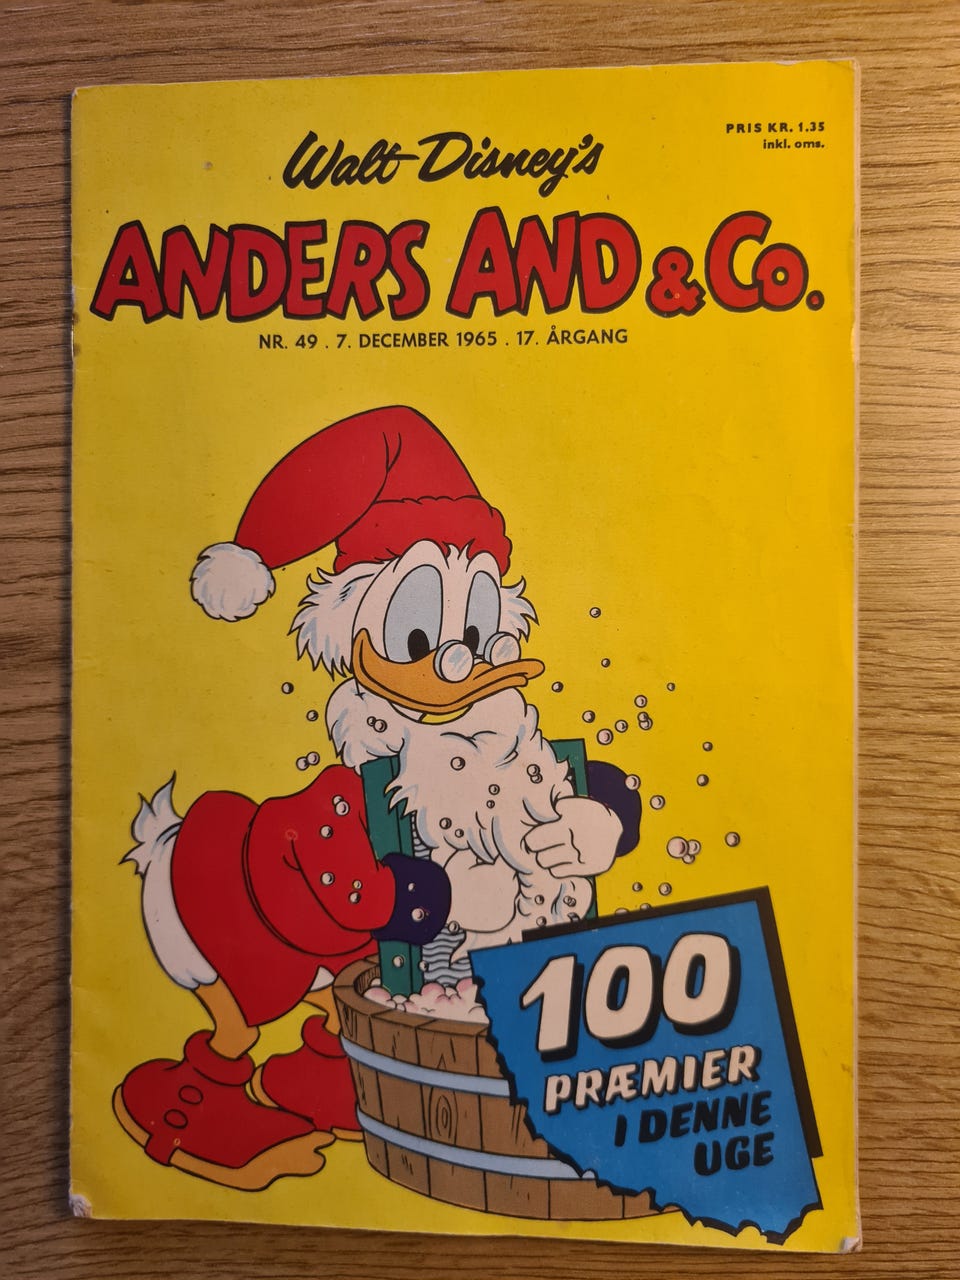 PRIS KR. 1.35
inkl. oms.
Walt Disney's
ANDERS AND & Co.
NR. 49 . 7. DECEMBER 1965 . 17. ÅRGANG
100
PRÆMIER
I DENNE
UGE